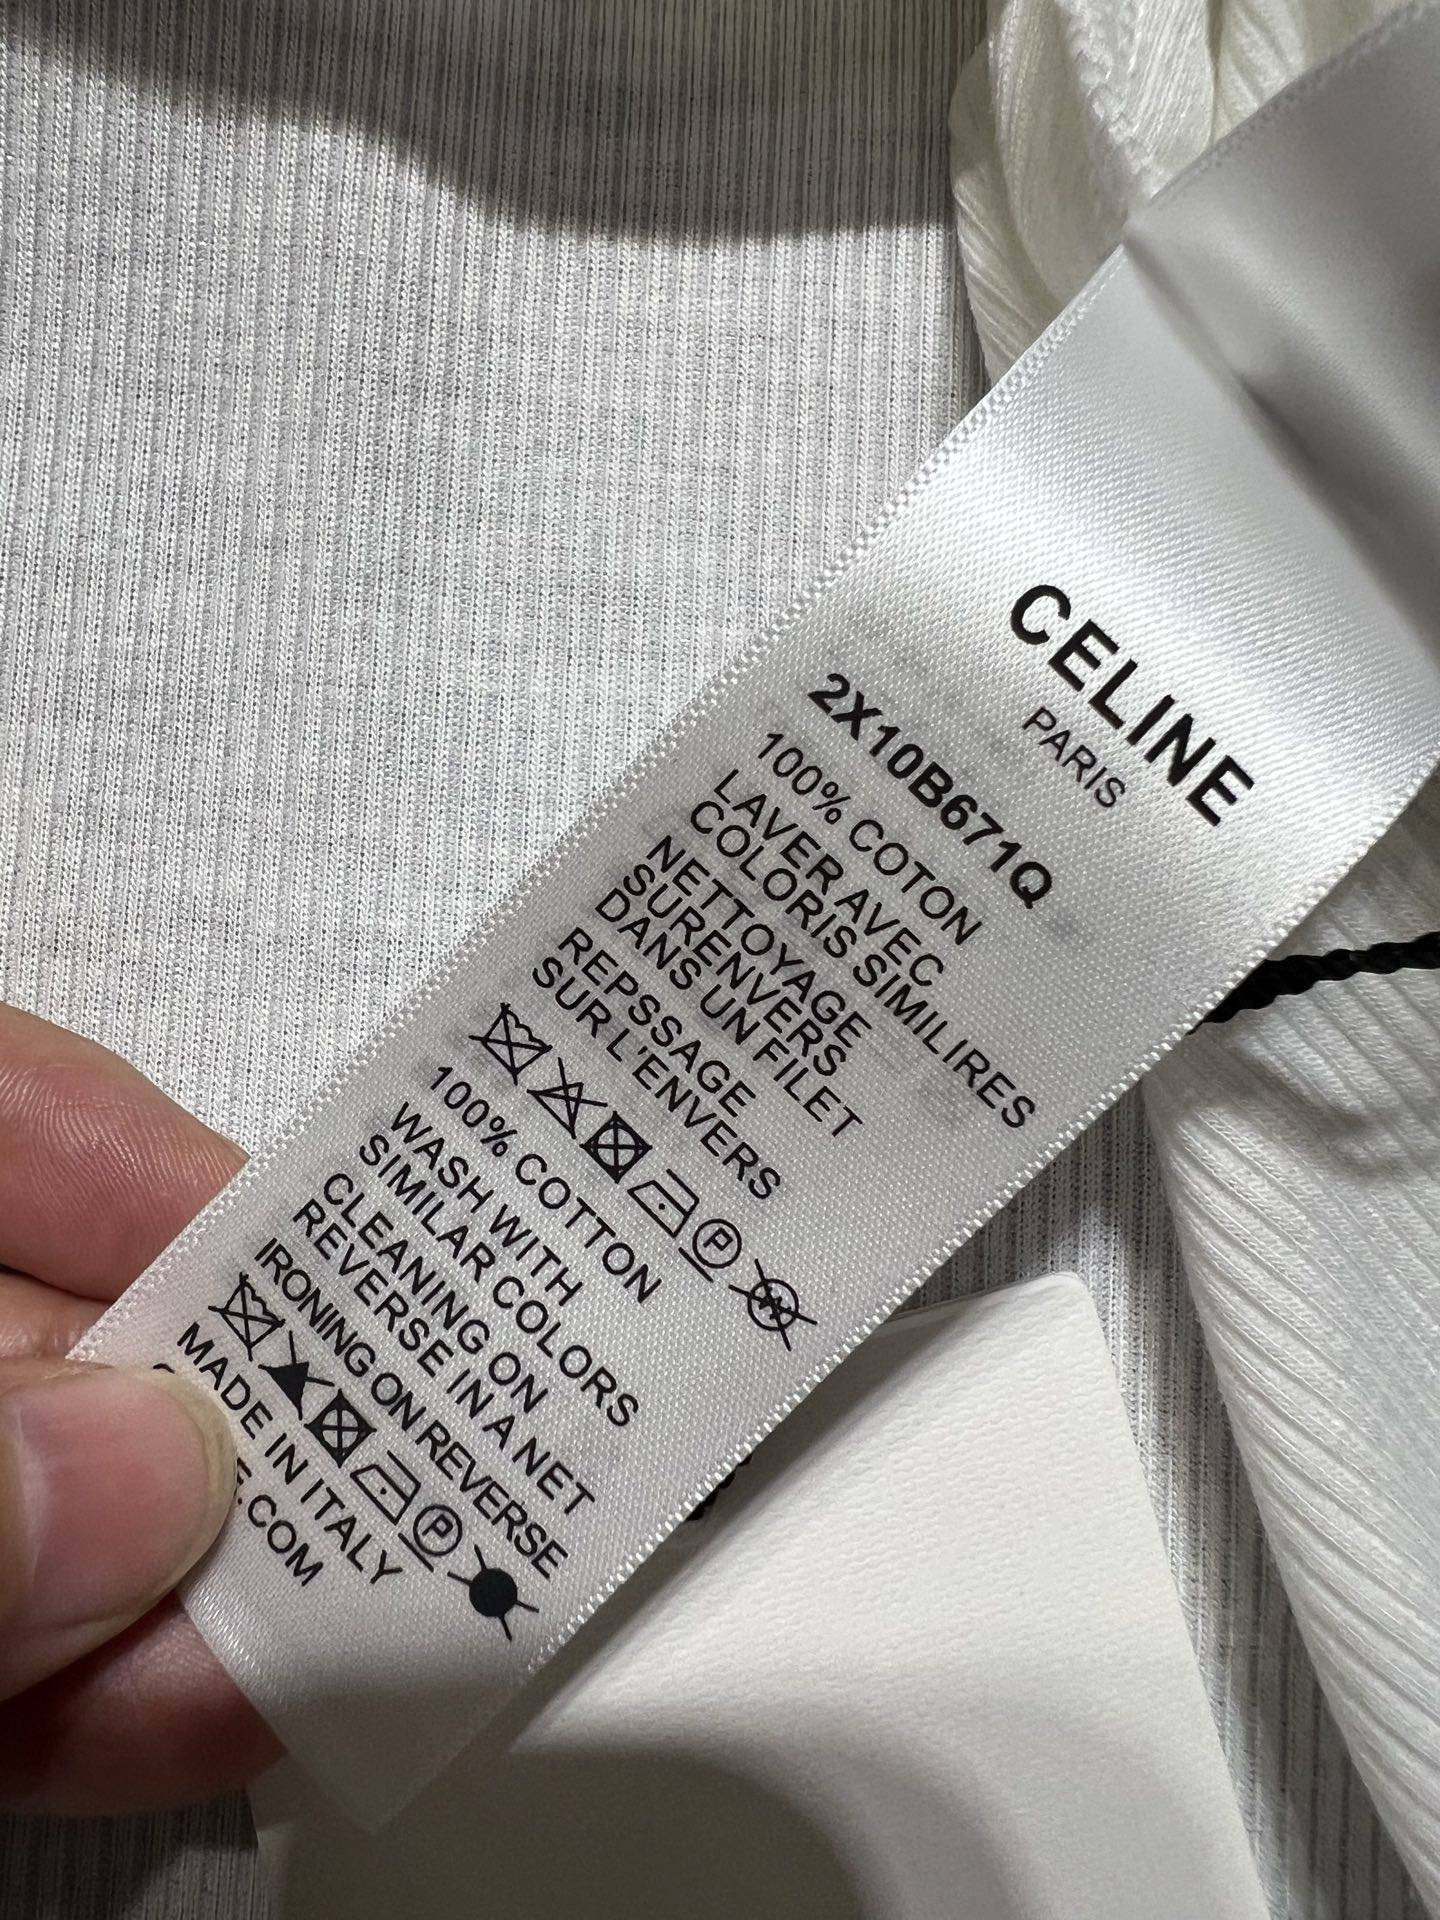 CELINE
PARIS
2X10B671Q
100% COTON
LAVER AVEC
COLORIS SIMILIRES
NETTOYAGE
SURENVERS
DANS UN FILET
REPSSAGE
SUR L'ENVERS
P
100% COTTON
WASH WITH
SIMILAR COLORS
CLEANING ON
REVERSE IN A NET
IRONING ON REVERSE
P
MADE IN ITALY
E.COM